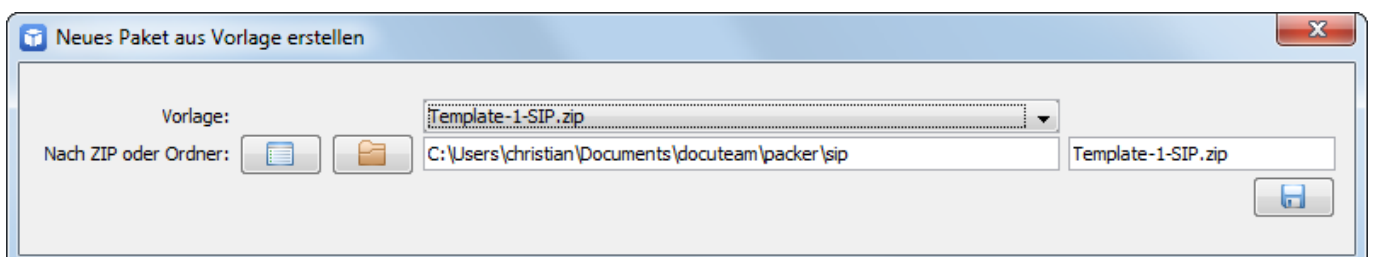 Neues Paket aus Vorlage erstellen
Vorlage: Template-1-SIP.zip
Nach ZIP oder Ordner: C:\Users\christian\Documents\docuteam\packer\sip Template-1-SIP.zip